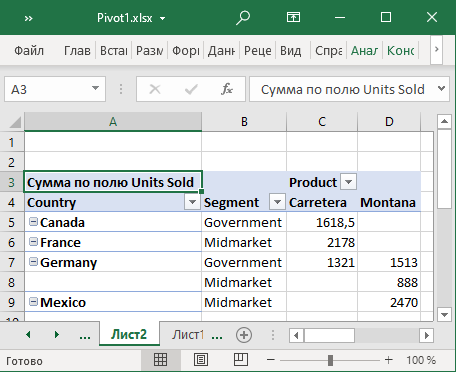 Pivot1.xlsx
Файл Глав Встав Разм Фор Данн Реце Вид Спра Анал Конс
A3 fx Сумма по полю Units Sold
A B C D
1
2
3 Сумма по полю Units Sold Product
4 Country Segment Carretera Montana
5 Canada Government 1618,5
6 France Midmarket 2178
7 Germany Government 1321 1513
8 Midmarket 888
9 Mexico Midmarket 2470
... Лист2 Лист1 ...
Готово 100 %